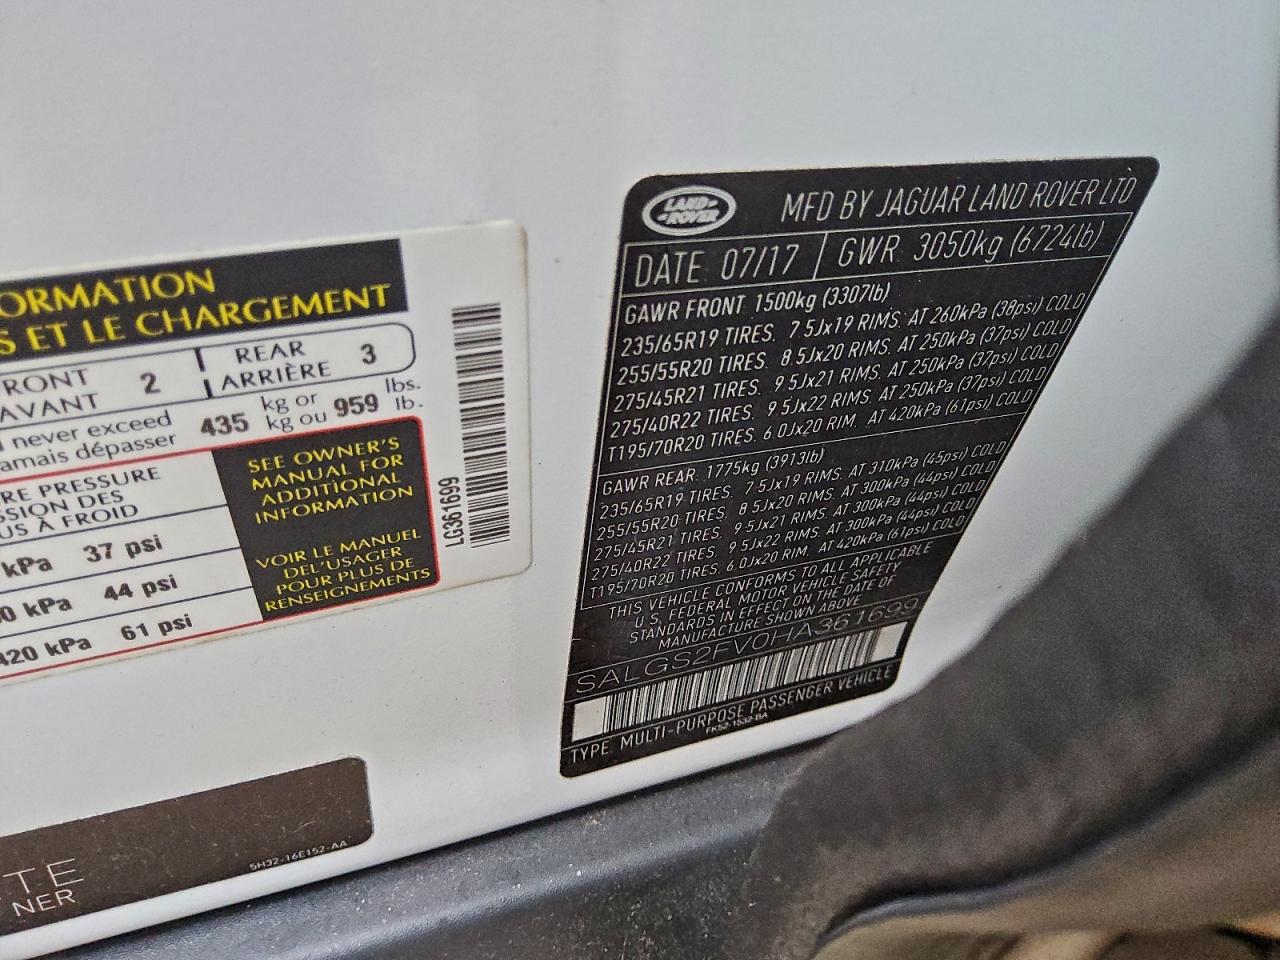 ORMATION
S ET LE CHARGEMENT
RONT
AVANT
2
REAR
ARRIÈRE
3
never exceed
amais dépasser
435
kg or
kg ou
959
lbs.
lb.
RE PRESSURE
SION DES
US À FROID
kPa 37 psi
0 kPa 44 psi
420 kPa 61 psi
SEE OWNER'S
MANUAL FOR
ADDITIONAL
INFORMATION
VOIR LE MANUEL
DEL'USAGER
POUR PLUS DE
RENSEIGNEMENTS
LG361699
LAND-
-ROVER
MFD BY JAGUAR LAND ROVER LTD
DATE: 07/17
GWR: 3050kg (6724lb)
GAWR FRONT: 1500kg (3307lb)
235/65R19 TIRES. 7.5Jx19 RIMS. AT 260kPa (38psi) COLD
255/55R20 TIRES. 8.5Jx20 RIMS. AT 250kPa (37psi) COLD
275/45R21 TIRES. 9.5Jx21 RIMS. AT 250kPa (37psi) COLD
275/40R22 TIRES. 9.5Jx22 RIMS. AT 250kPa (37psi) COLD
T195/70R20 TIRES. 6.0Jx20 RIM. AT 420kPa (61psi) COLD
GAWR REAR: 1775kg (3913lb)
235/65R19 TIRES. 7.5Jx19 RIMS. AT 310kPa (45psi) COLD
255/55R20 TIRES. 8.5Jx20 RIMS. AT 300kPa (44psi) COLD
275/45R21 TIRES. 9.5Jx21 RIMS. AT 300kPa (44psi) COLD
275/40R22 TIRES. 9.5Jx22 RIMS. AT 300kPa (44psi) COLD
T195/70R20 TIRES. 6.0Jx20 RIM. AT 420kPa (61psi) COLD
THIS VEHICLE CONFORMS TO ALL APPLICABLE
U.S. FEDERAL MOTOR VEHICLE SAFETY
STANDARDS IN EFFECT ON THE DATE OF
MANUFACTURE SHOWN ABOVE
SALGS2FV0HA361699
TYPE: MULTI-PURPOSE PASSENGER VEHICLE
FK52-1532-BA
TE
NER
5H32-16E152-AA